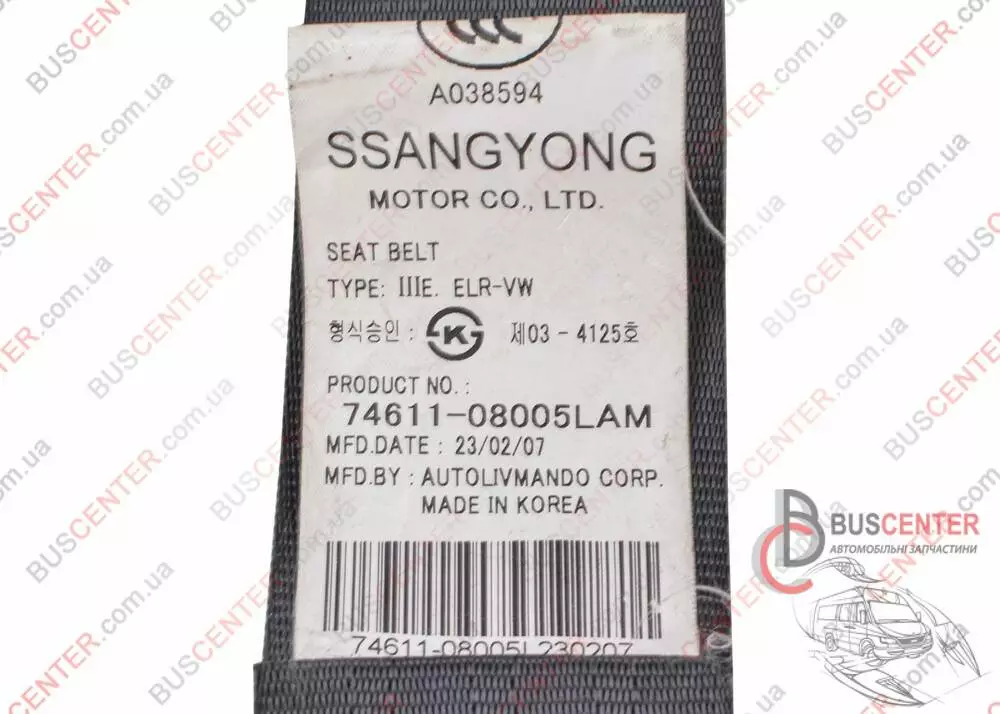 A038594
SSANGYONG
MOTOR CO., LTD.
SEAT BELT
TYPE: IIIE. ELR-VW
형식승인 : K 제03 - 4125호
PRODUCT NO. :
74611-08005LAM
MFD.DATE : 23/02/07
MFD.BY : AUTOLIVMANDO CORP.
MADE IN KOREA
74611-08005L230207
BUSCENTER
АВТОМОБІЛЬНІ ЗАПЧАСТИНИ
BUSCENTER.com.ua